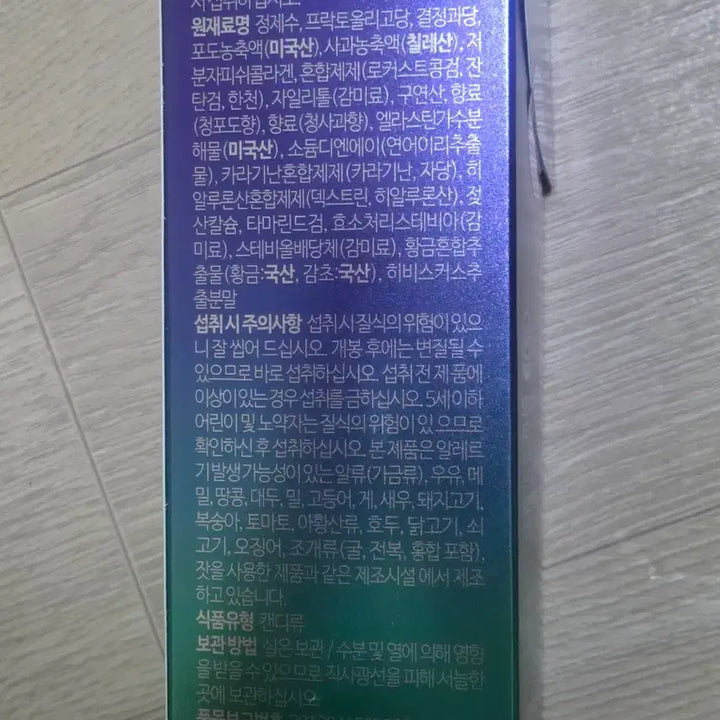 서 섭취하십시오
원재료명 정제수, 프락토올리고당, 결정과당,
포도농축액(미국산), 사과농축액(칠레산), 저
분자피쉬콜라겐, 혼합제제(로커스트콩검, 잔
탄검, 한천), 자일리톨(감미료), 구연산, 향료
(청포도향), 향료(청사과향), 엘라스틴가수분
해물(미국산), 소듐디엔에이(연어이리추출
물), 카라기난혼합제제(카라기난, 자당), 히
알루론산혼합제제(덱스트린, 히알루론산), 젖
산칼슘, 타마린드검, 효소처리스테비아(감
미료), 스테비올배당체(감미료), 황금혼합추
출물(황금:국산, 감초:국산), 히비스커스추
출분말
섭취 시 주의사항 섭취 시 질식의 위험이 있으
니 잘 씹어 드십시오. 개봉 후에는 변질될 수
있으므로 바로 섭취하십시오. 섭취 전 제품에
이상이 있는 경우 섭취를 금하십시오. 5세 이하
어린이 및 노약자는 질식의 위험이 있으므로
확인하신 후 섭취하십시오. 본 제품은 알레르
기 발생 가능성이 있는 알류(가금류), 우유, 메
밀, 땅콩, 대두, 밀, 고등어, 게, 새우, 돼지고기,
복숭아, 토마토, 아황산류, 호두, 닭고기, 쇠
고기, 오징어, 조개류(굴, 전복, 홍합 포함),
잣을 사용한 제품과 같은 제조시설에서 제조
하고 있습니다.
식품유형 캔디류
보관 방법 실온 보관 / 수분 및 열에 의해 영향
을 받을 수 있으므로 직사광선을 피해 서늘한
곳에 보관하십시오
품목보고번호